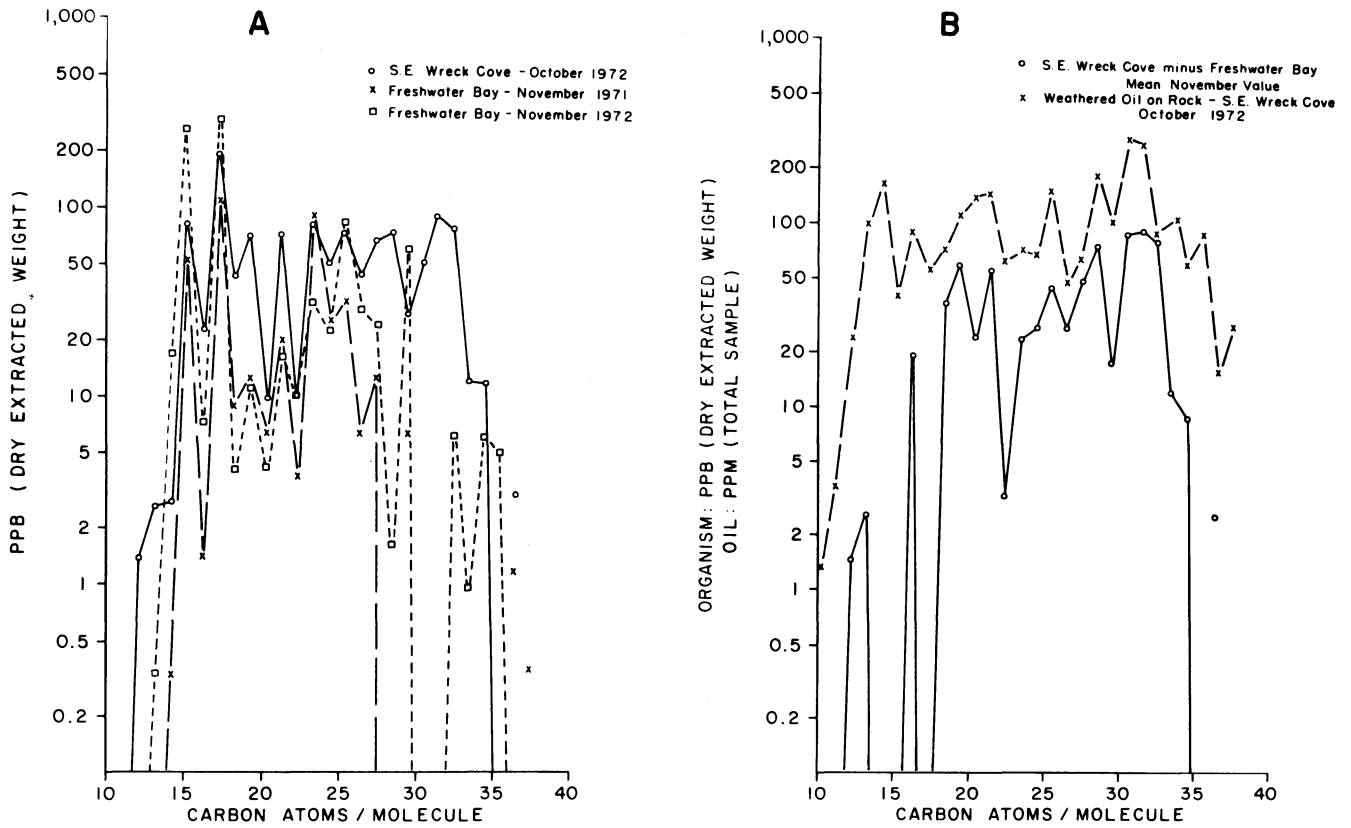 A
1,000
500
200
100
50
20
10
5
2
1
0.5
0.2
PPB (DRY EXTRACTED WEIGHT)
o S.E. Wreck Cove - October 1972
x Freshwater Bay - November 1971
□ Freshwater Bay - November 1972
10 15 20 25 30 35 40
CARBON ATOMS / MOLECULE
B
1,000
500
200
100
50
20
10
5
2
1
0.5
0.2
ORGANISM: PPB (DRY EXTRACTED WEIGHT)
OIL: PPM (TOTAL SAMPLE)
o S.E. Wreck Cove minus Freshwater Bay
Mean November Value
x Weathered Oil on Rock - S.E. Wreck Cove
October 1972
10 15 20 25 30 35 40
CARBON ATOMS / MOLECULE